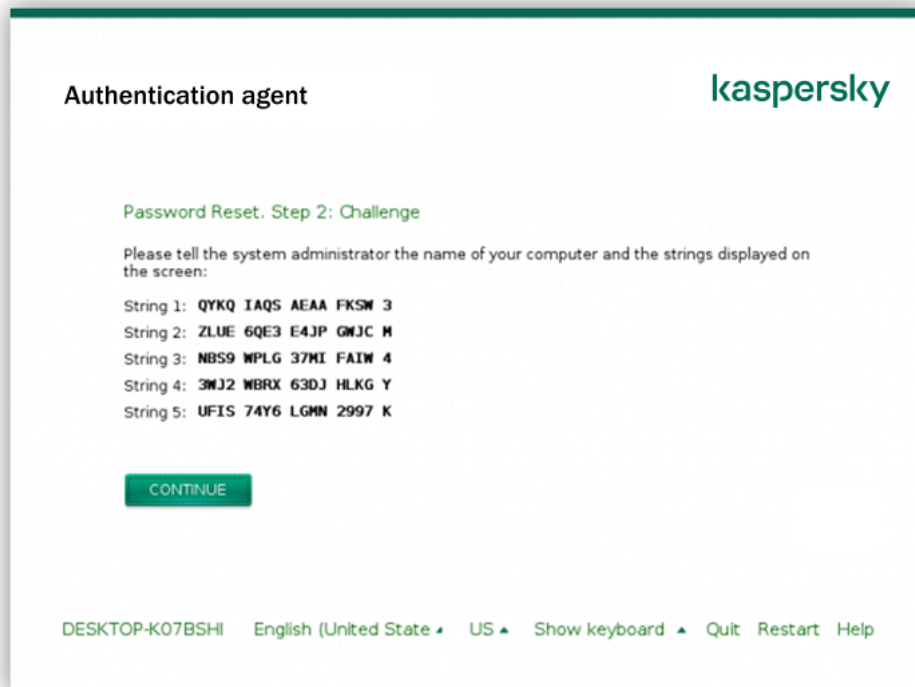 Authentication agent
kaspersky
Password Reset. Step 2: Challenge
Please tell the system administrator the name of your computer and the strings displayed on
the screen:
String 1: QYKQ IAQS AEAA FKSW 3
String 2: ZLUE 6QE3 E4JP GWJC M
String 3: NBS9 WPLG 37MI FAIW 4
String 4: 3WJ2 WBRX 63DJ HLKG Y
String 5: UFIS 74Y6 LGMN 2997 K
CONTINUE
DESKTOP-K07BSHI English (United State US Show keyboard Quit Restart Help